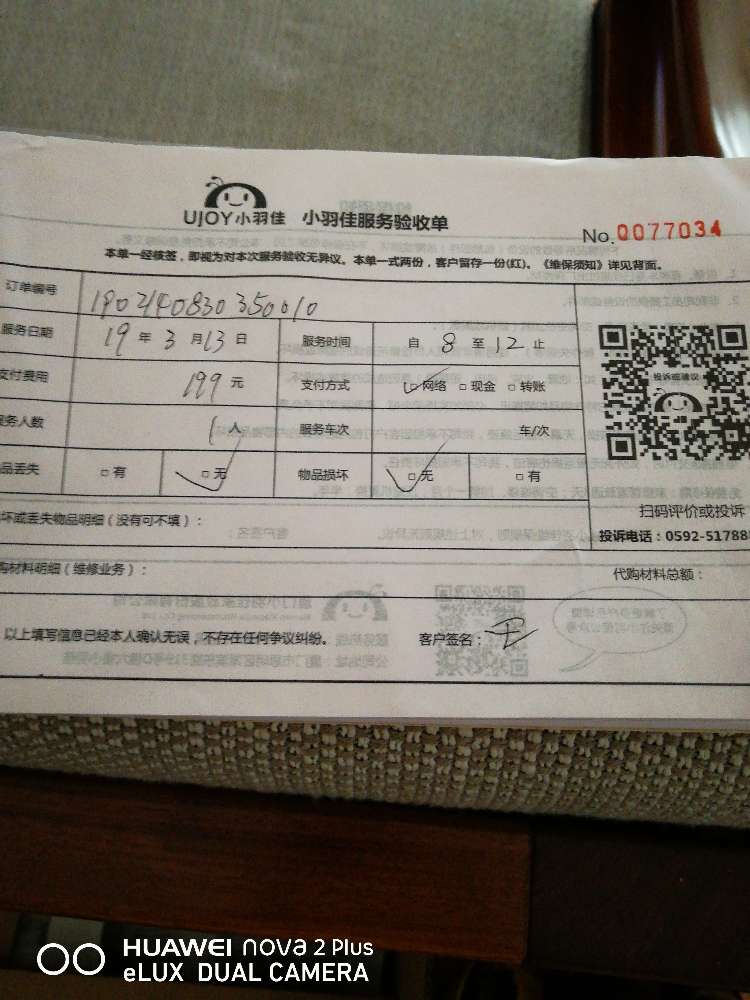 UJOY小羽佳 小羽佳服务验收单
No.0077034
本单一经核签，即视为对本次服务验收无异议。本单一式两份，客户留存一份(红)。《维保须知》详见背面。
订单编号 190214083035010
服务日期 19 年 3 月 13 日 服务时间 自 8 至 12 止
支付费用 199 元 支付方式 网络 现金 转账
投诉或建议
务人数 1 人 服务车次 车/次
品丢失 有 无 物品损坏 无 有
扫码评价或投诉
坏或丢失物品明细（没有可不填）：
投诉电话：0592-51788
购材料明细（维修业务）：
代购材料总额：
以上填写信息已经本人确认无误，不存在任何争议纠纷。 客户签名：
HUAWEI nova 2 Plus
eLUX DUAL CAMERA